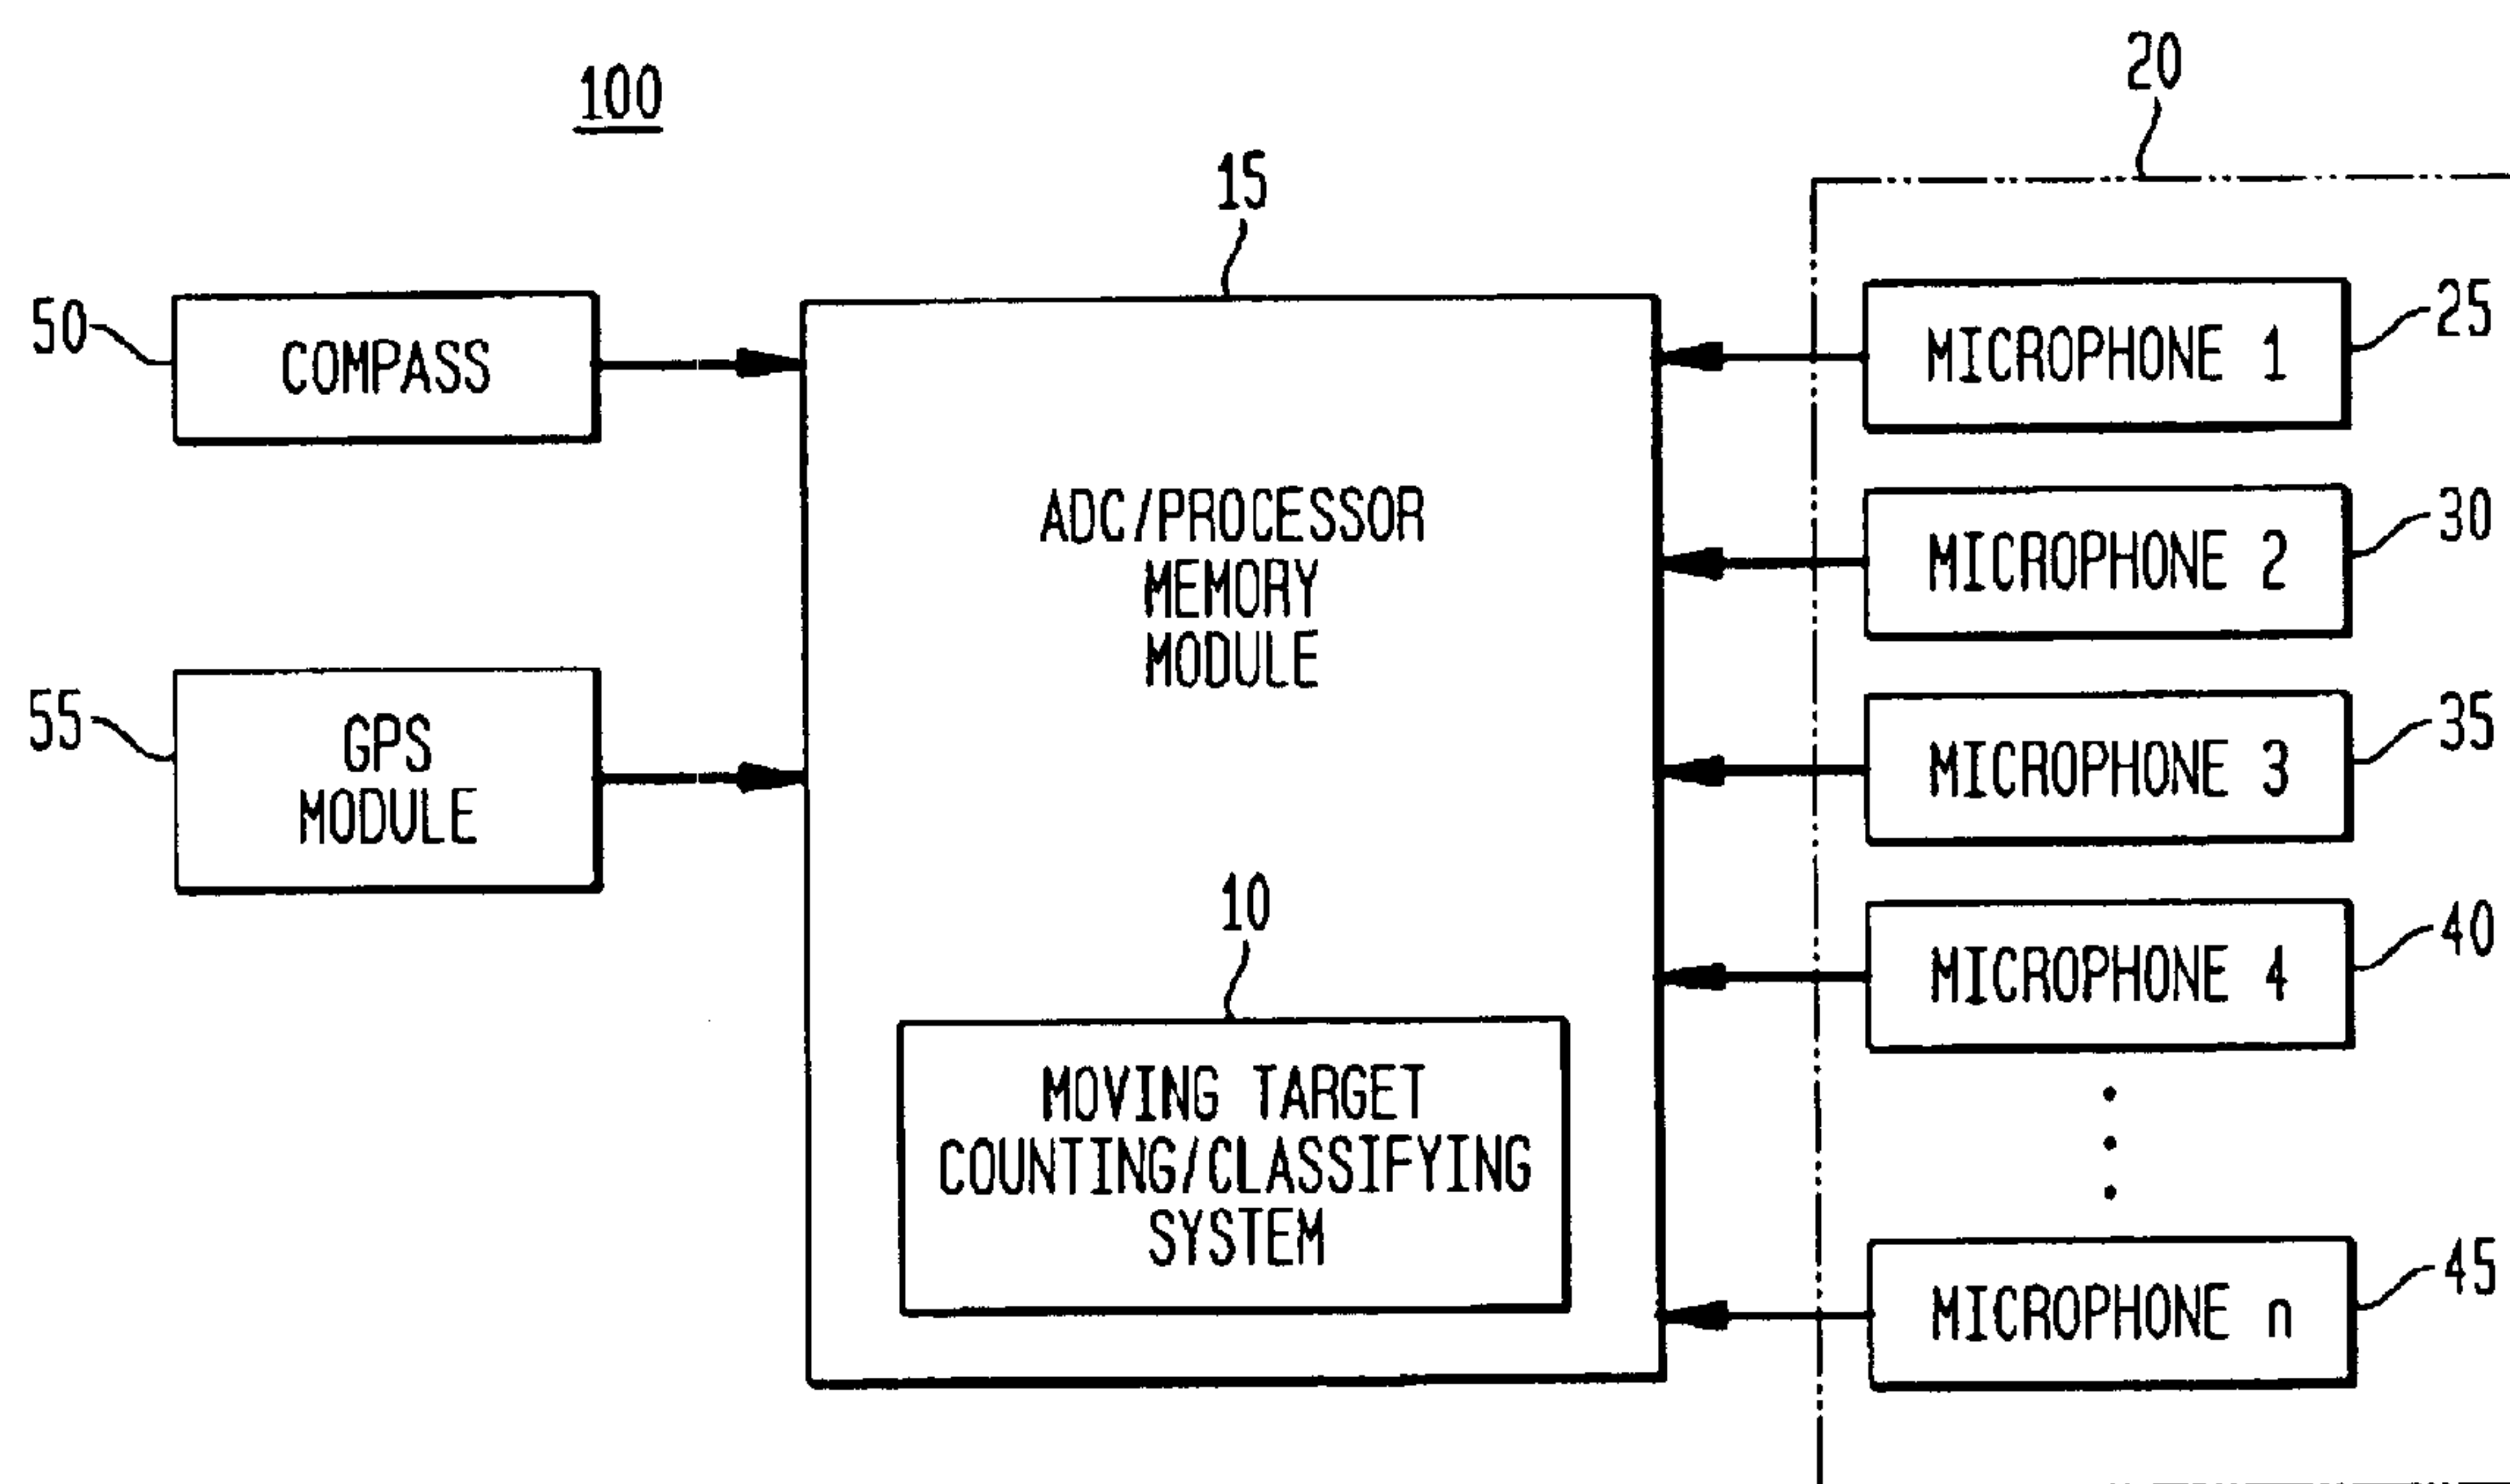 100
20
15
50
COMPASS
MICROPHONE 1
25
ADC/PROCESSOR
MEMORY
MODULE
MICROPHONE 2
30
55
GPS
MODULE
MICROPHONE 3
35
10
MICROPHONE 4
40
MOVING TARGET
COUNTING/CLASSIFYING
SYSTEM
MICROPHONE n
45